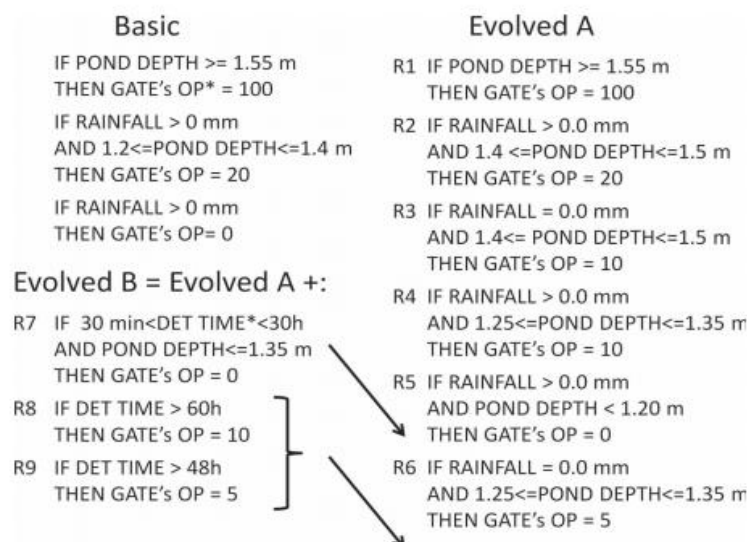 Basic
IF POND DEPTH >= 1.55 m
THEN GATE's OP* = 100
IF RAINFALL > 0 mm
AND 1.2<=POND DEPTH<=1.4 m
THEN GATE's OP = 20
IF RAINFALL > 0 mm
THEN GATE's OP= 0
Evolved B = Evolved A +:
R7 IF 30 min<DET TIME*<30h
AND POND DEPTH<=1.35 m
THEN GATE's OP = 0
R8 IF DET TIME > 60h
THEN GATE's OP = 10
R9 IF DET TIME > 48h
THEN GATE's OP = 5
Evolved A
R1 IF POND DEPTH >= 1.55 m
THEN GATE's OP = 100
R2 IF RAINFALL > 0.0 mm
AND 1.4 <=POND DEPTH<=1.5 m
THEN GATE's OP = 20
R3 IF RAINFALL = 0.0 mm
AND 1.4<= POND DEPTH<=1.5 m
THEN GATE's OP = 10
R4 IF RAINFALL > 0.0 mm
AND 1.25<=POND DEPTH<=1.35 m
THEN GATE's OP = 10
R5 IF RAINFALL > 0.0 mm
AND POND DEPTH < 1.20 m
THEN GATE's OP = 0
R6 IF RAINFALL = 0.0 mm
AND 1.25<=POND DEPTH<=1.35 m
THEN GATE's OP = 5